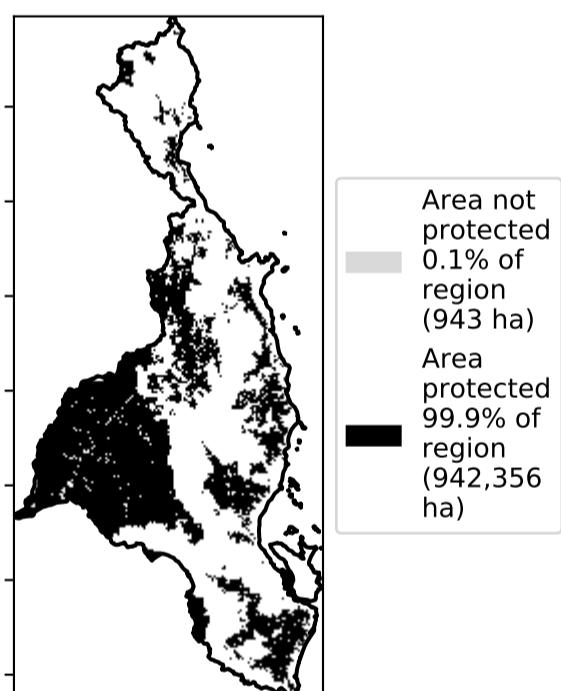 Area not
protected
0.1% of
region
(943 ha)
Area
protected
99.9% of
region
(942,356
ha)